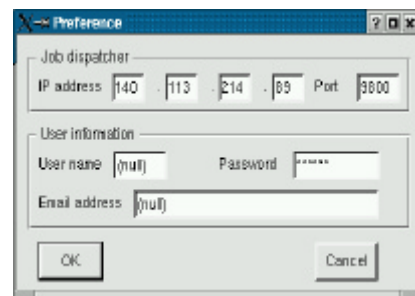 Preference
Job dispatcher
IP address 140 . 113 . 214 . 89 Port 9800
User information
User name (null) Password ******
Email address (null)
OK Cancel